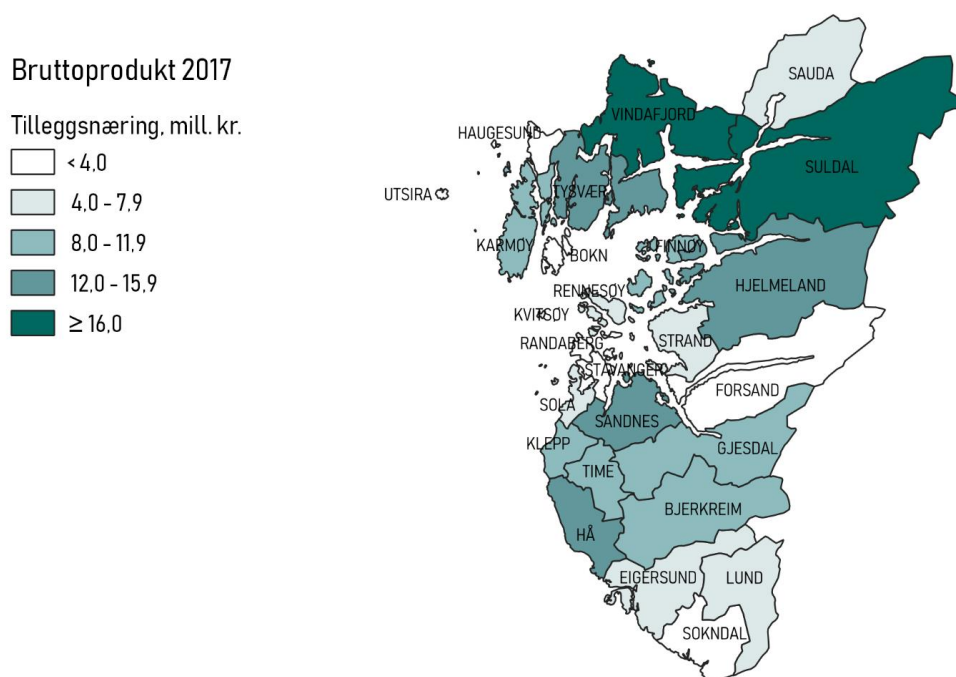 Bruttoprodukt 2017
Tilleggsnæring, mill. kr.
< 4,0
4,0 - 7,9
8,0 - 11,9
12,0 - 15,9
≥ 16,0
SAUDA
VINDAFJORD
HAUGESUND
SULDAL
UTSIRA
TYSVÆR
KARMØY
BOKN
FINNØY
HJELMELAND
RENNESØY
KVITSØY
STRAND
RANDABERG
STAVANGER
FORSAND
SOLA
SANDNES
KLEPP
GJESDAL
TIME
BJERKREIM
HÅ
EIGERSUND
LUND
SOKNDAL